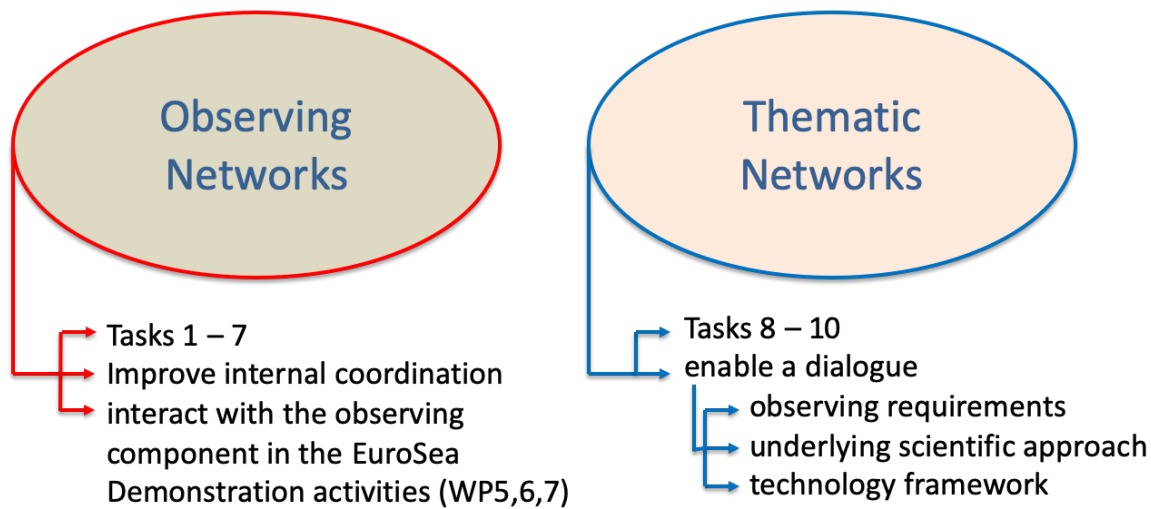 Observing
Networks
Tasks 1 – 7
Improve internal coordination
interact with the observing
component in the EuroSea
Demonstration activities (WP5,6,7)
Thematic
Networks
Tasks 8 – 10
enable a dialogue
observing requirements
underlying scientific approach
technology framework